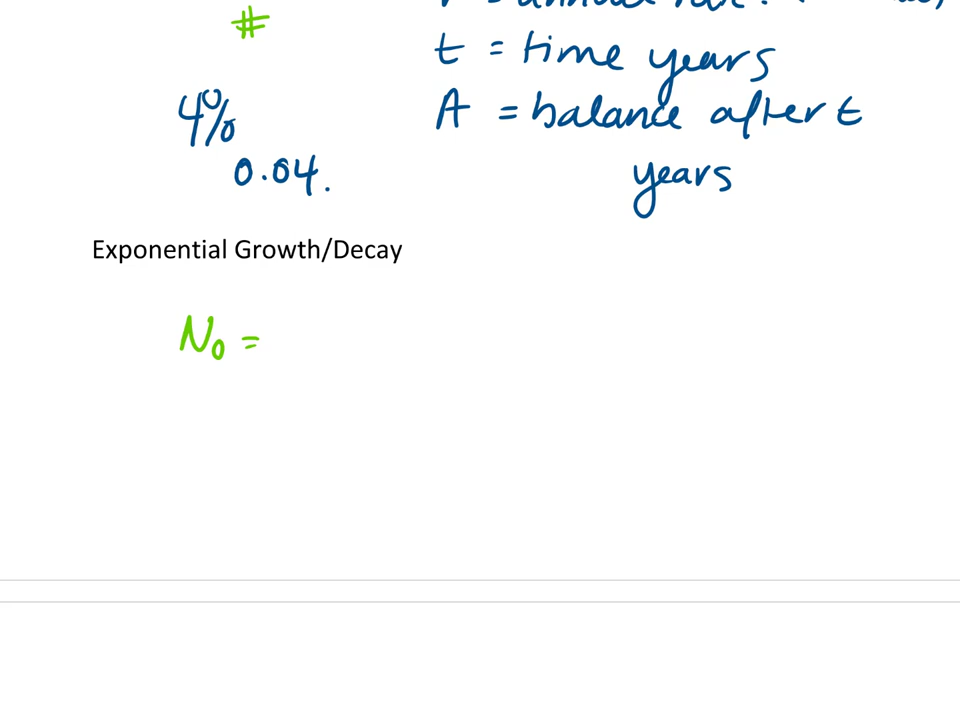 #
t = time years
4%
A = balance after t
0.04.
years
Exponential Growth/Decay
N₀ =